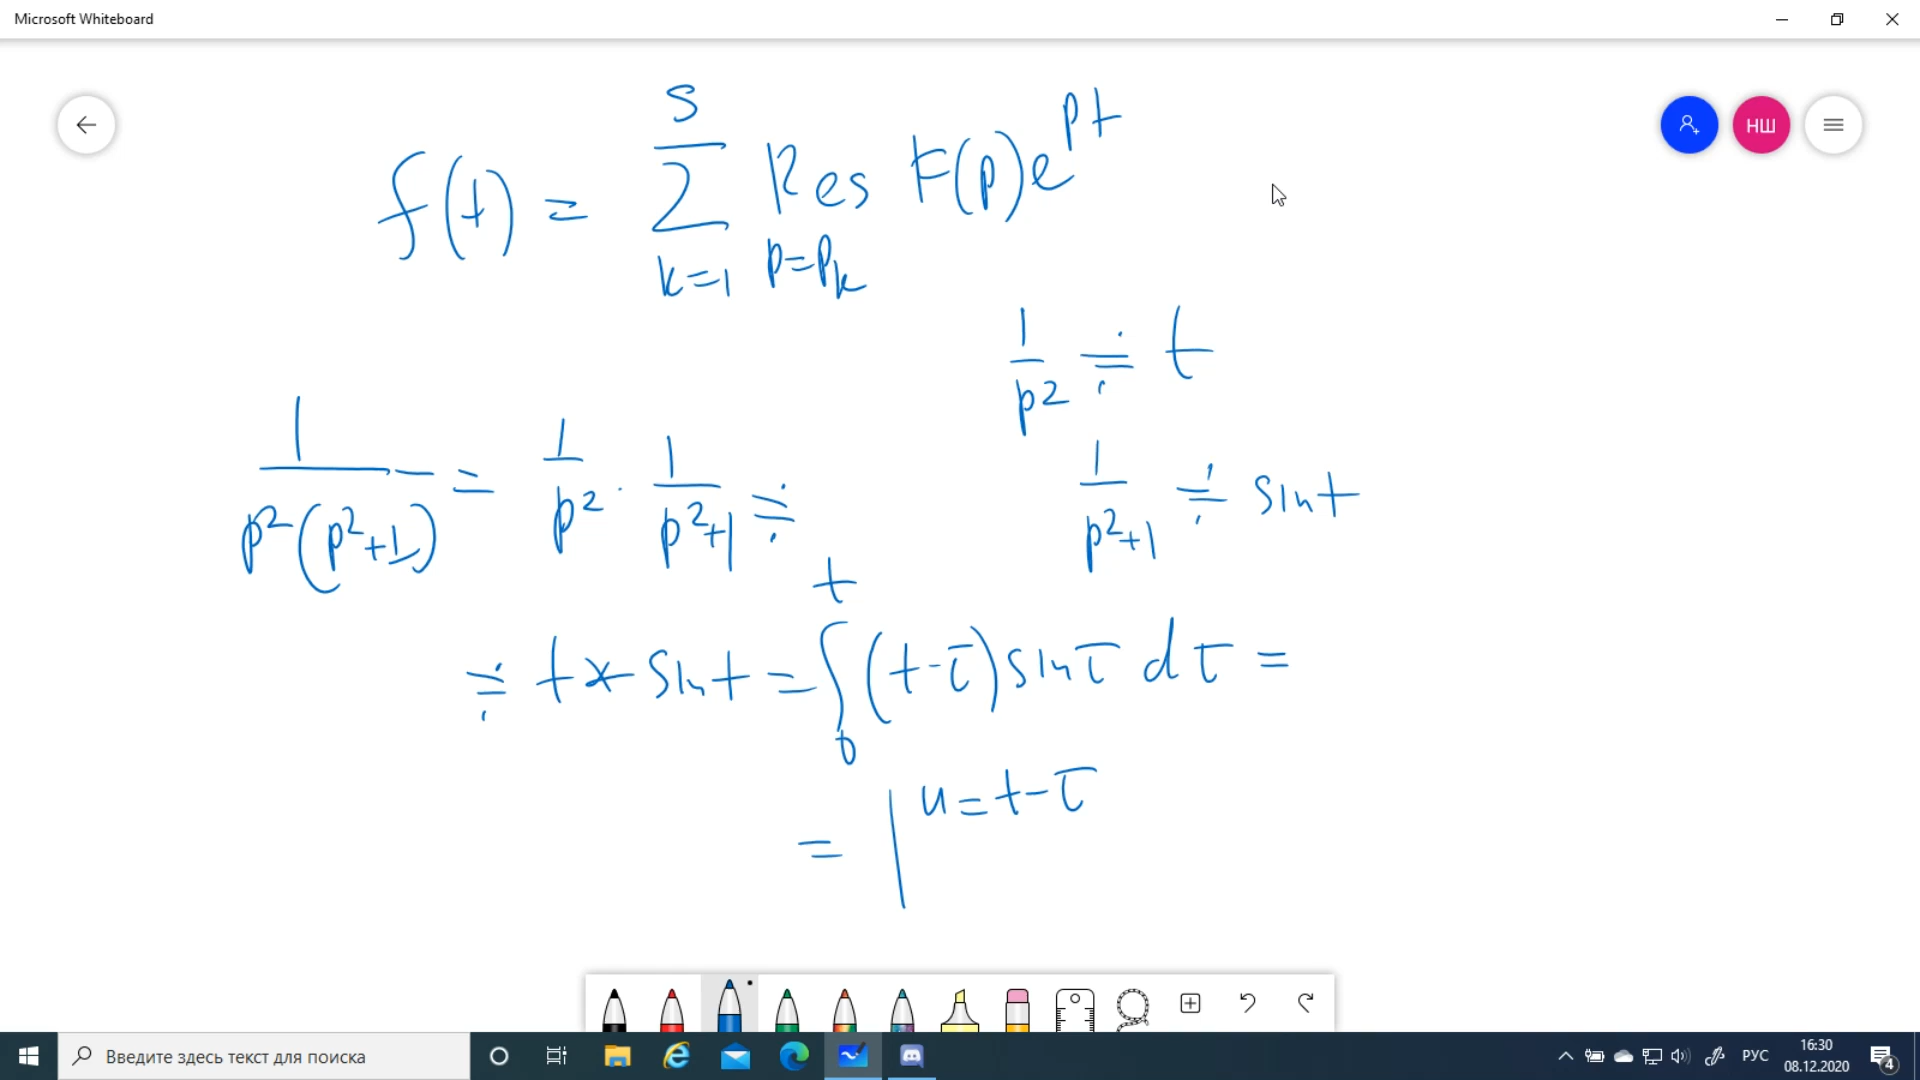 Microsoft Whiteboard
НШ
f(t) = ∑_{k=1}^{s} Res_{p=p_k} F(p)e^{pt}
1/p² ≑ t
1/(p²(p²+1)) = 1/p² · 1/(p²+1) ≑
1/(p²+1) ≑ sin t
≑ t * sin t = ∫_0^t (t-τ) sin τ dτ =
= | u = t-τ
Введите здесь текст для поиска
РУС
16:30
08.12.2020
4